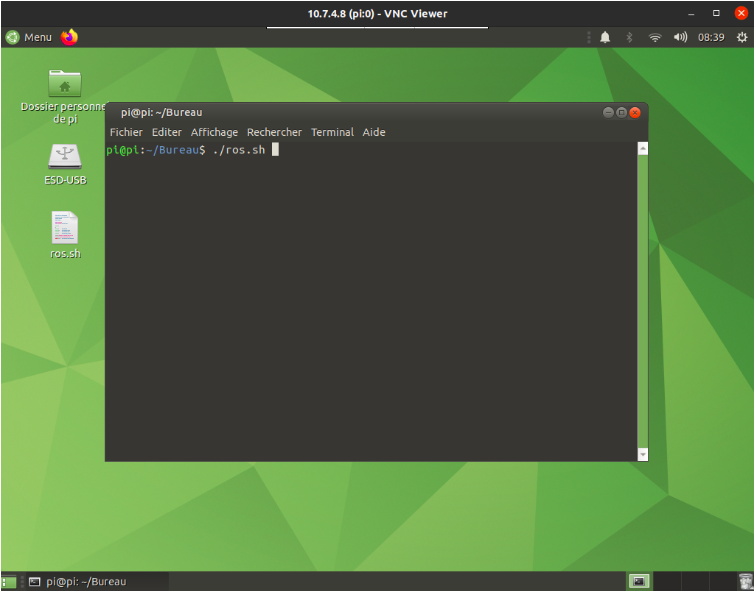 10.7.4.8 (pi:0) - VNC Viewer
Menu
08:39
Dossier personne
de pi
ESD-USB
ros.sh
pi@pi: ~/Bureau
Fichier Editer Affichage Rechercher Terminal Aide
pi@pi:~/Bureau$ ./ros.sh
pi@pi: ~/Bureau